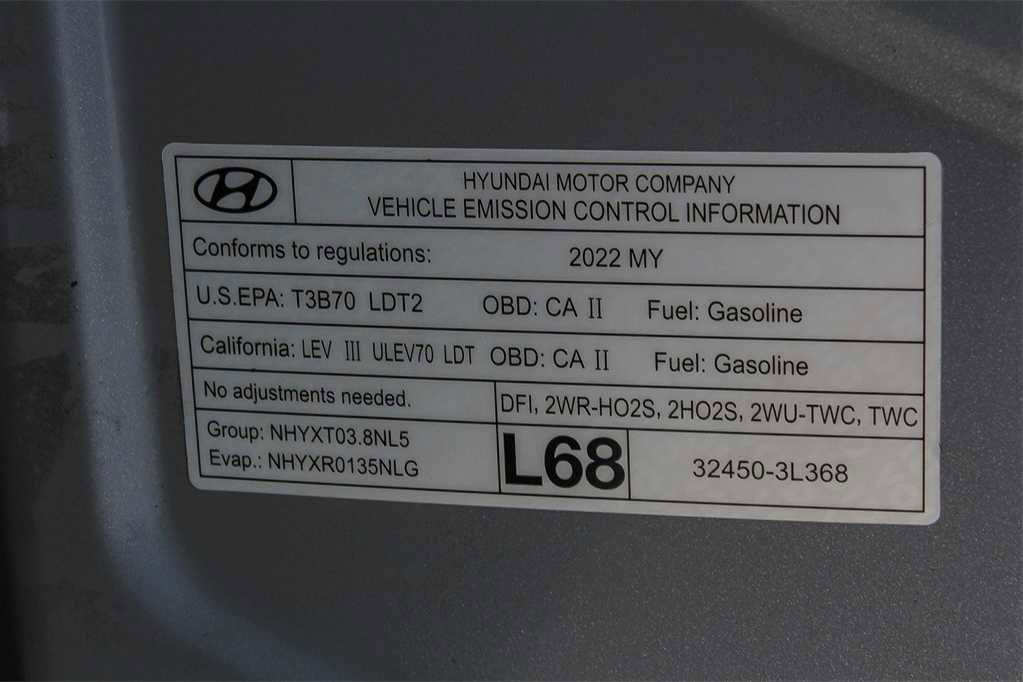 HYUNDAI MOTOR COMPANY
VEHICLE EMISSION CONTROL INFORMATION
Conforms to regulations: 2022 MY
U.S.EPA: T3B70 LDT2 OBD: CA II Fuel: Gasoline
California: LEV III ULEV70 LDT OBD: CA II Fuel: Gasoline
No adjustments needed.
DFI, 2WR-HO2S, 2HO2S, 2WU-TWC, TWC
Group: NHYXT03.8NL5
Evap.: NHYXR0135NLG
L68
32450-3L368